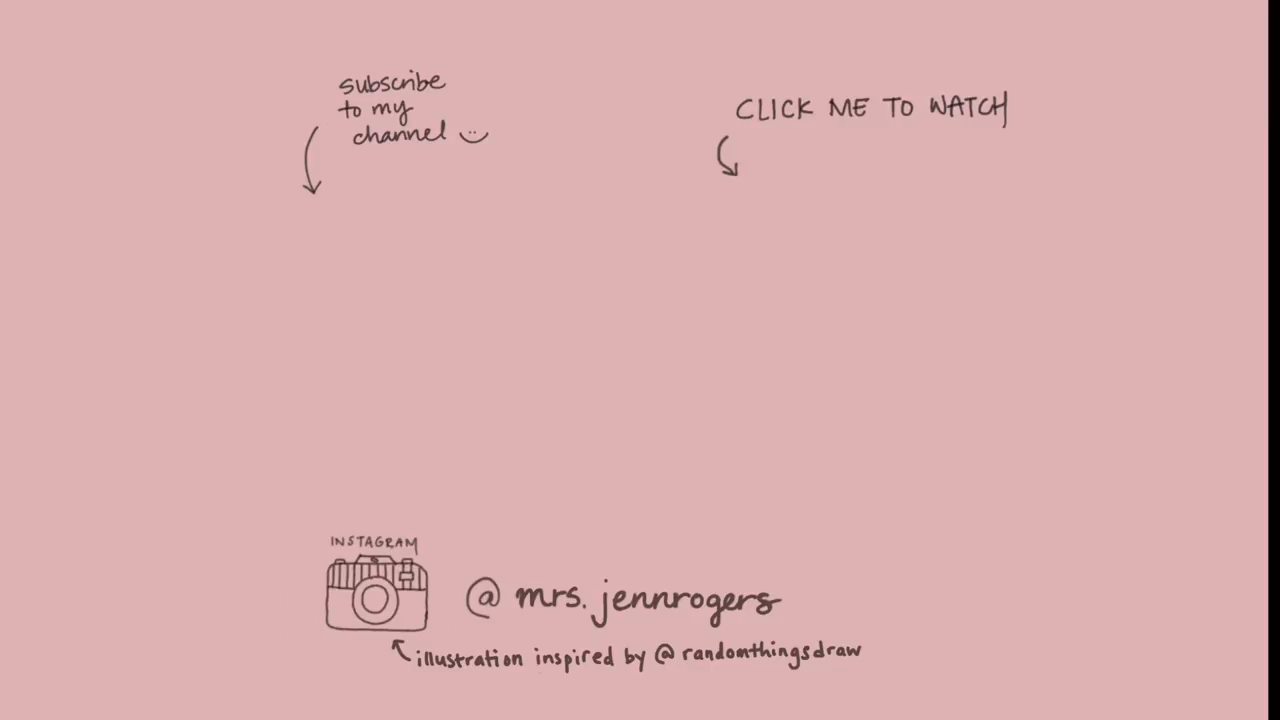 subscribe
to my
channel
CLICK ME TO WATCH
INSTAGRAM
@ mrs. jennrogers
illustration inspired by @randomthingsdraw